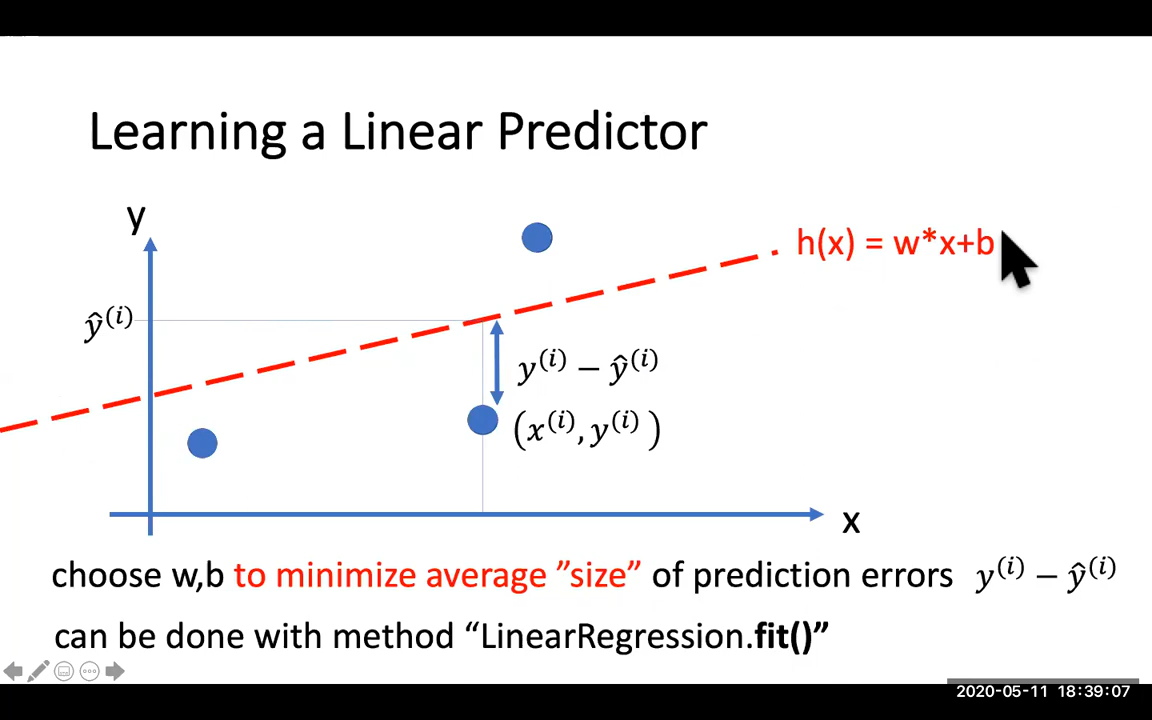 Learning a Linear Predictor
y
h(x) = w*x+b
ŷ⁽ⁱ⁾
y⁽ⁱ⁾ − ŷ⁽ⁱ⁾
(x⁽ⁱ⁾, y⁽ⁱ⁾ )
x
choose w,b to minimize average ”size” of prediction errors y⁽ⁱ⁾ − ŷ⁽ⁱ⁾
can be done with method “LinearRegression.fit()”
2020-05-11 18:39:07